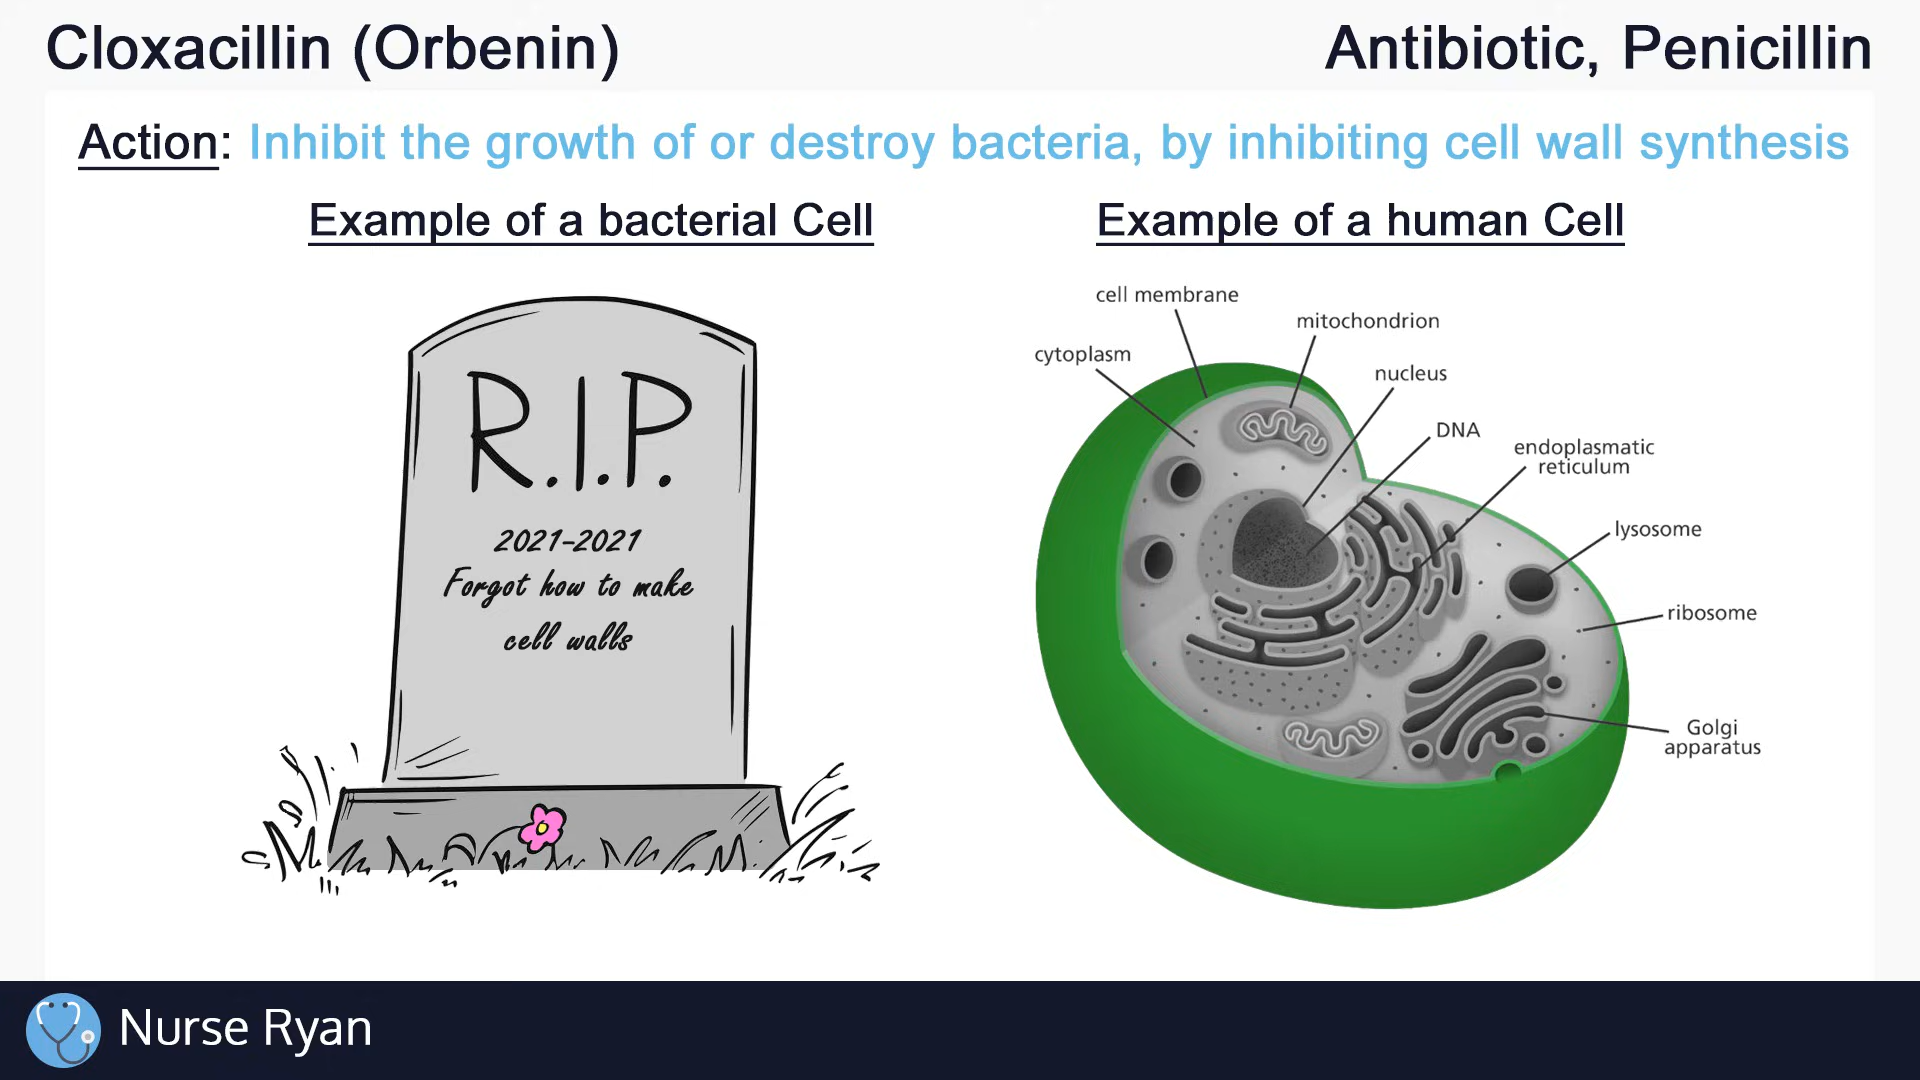 Cloxacillin (Orbenin)
Antibiotic, Penicillin
Action: Inhibit the growth of or destroy bacteria, by inhibiting cell wall synthesis
Example of a bacterial Cell
Example of a human Cell
R.I.P.
2021-2021
Forgot how to make
cell walls
cell membrane
mitochondrion
cytoplasm
nucleus
DNA
endoplasmatic
reticulum
lysosome
ribosome
Golgi
apparatus
Nurse Ryan